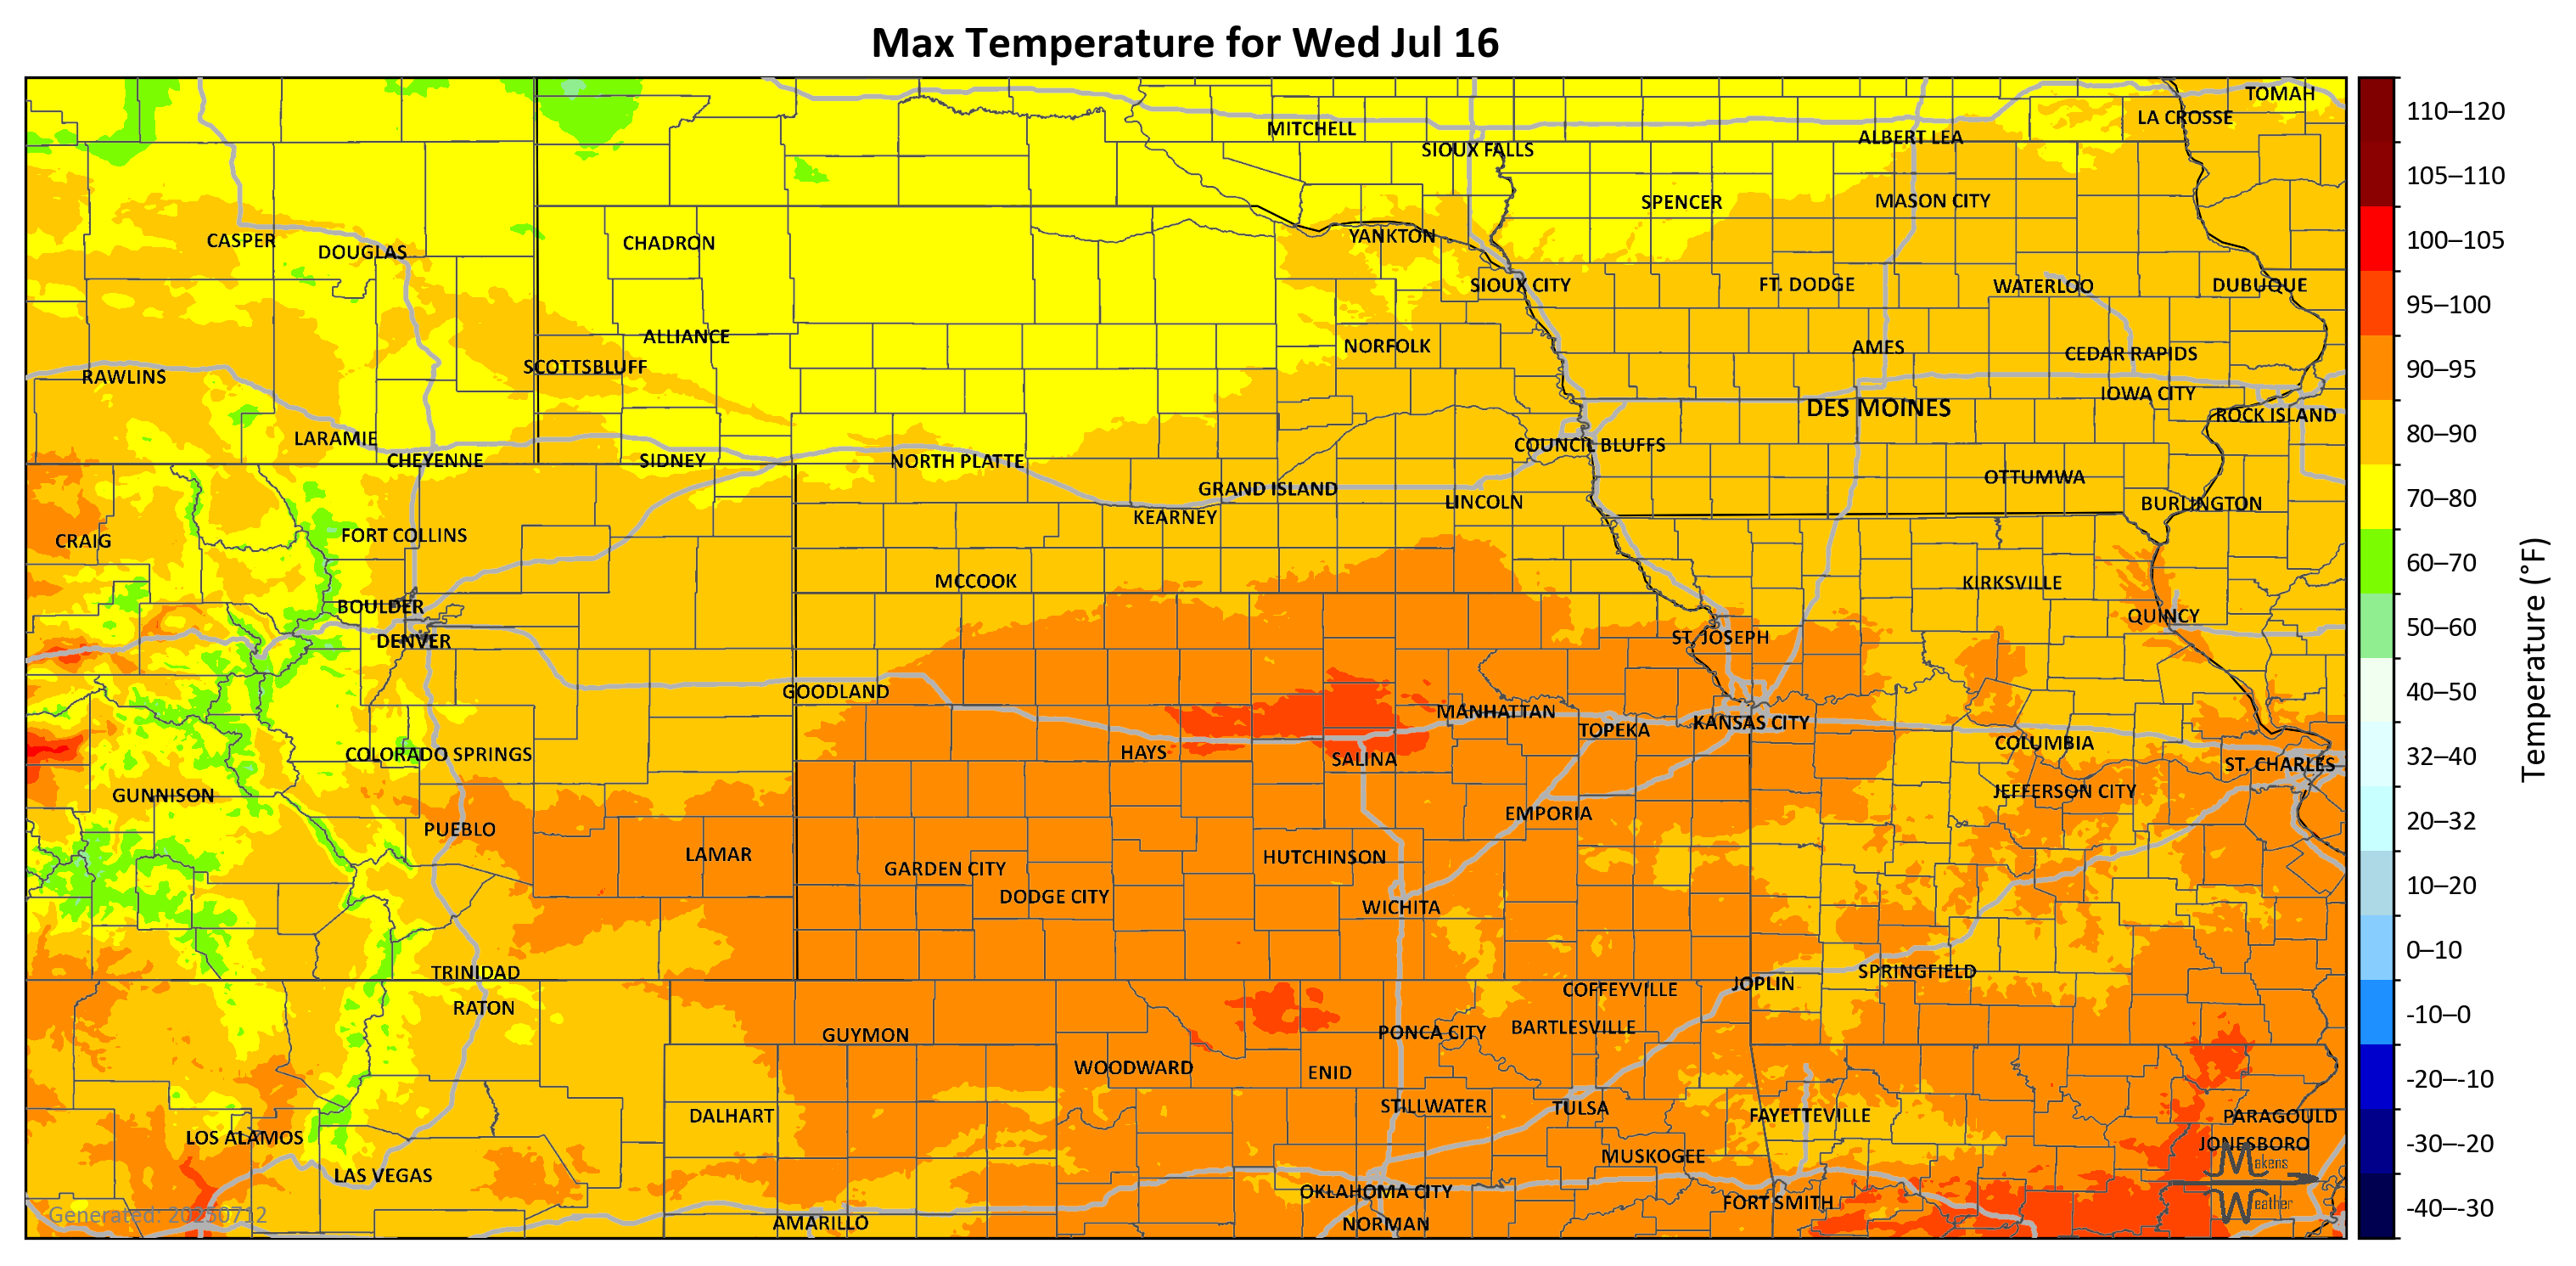 Max Temperature for Wed Jul 16
TOMAH
LA CROSSE
MITCHELL
ALBERT LEA
SIOUX FALLS
SPENCER
MASON CITY
CASPER
DOUGLAS
CHADRON
YANKTON
SIOUX CITY
FT. DODGE
WATERLOO
DUBUQUE
ALLIANCE
NORFOLK
AMES
CEDAR RAPIDS
SCOTTSBLUFF
RAWLINS
IOWA CITY
DES MOINES
ROCK ISLAND
LARAMIE
COUNCIL BLUFFS
CHEYENNE
SIDNEY
NORTH PLATTE
OTTUMWA
GRAND ISLAND
LINCOLN
BURLINGTON
KEARNEY
FORT COLLINS
CRAIG
MCCOOK
KIRKSVILLE
BOULDER
QUINCY
DENVER
ST. JOSEPH
GOODLAND
MANHATTAN
KANSAS CITY
TOPEKA
COLUMBIA
COLORADO SPRINGS
HAYS
SALINA
ST. CHARLES
GUNNISON
JEFFERSON CITY
EMPORIA
PUEBLO
LAMAR
HUTCHINSON
GARDEN CITY
DODGE CITY
WICHITA
TRINIDAD
SPRINGFIELD
JOPLIN
COFFEYVILLE
RATON
GUYMON
PONCA CITY
BARTLESVILLE
WOODWARD
ENID
STILLWATER
TULSA
DALHART
FAYETTEVILLE
PARAGOULD
LOS ALAMOS
JONESBORO
MUSKOGEE
LAS VEGAS
OKLAHOMA CITY
FORT SMITH
AMARILLO
NORMAN
Generated: 20250712
Makens
Weather
110–120
105–110
100–105
95–100
90–95
80–90
70–80
60–70
50–60
40–50
32–40
20–32
10–20
0–10
-10–0
-20–-10
-30–-20
-40–-30
Temperature (°F)